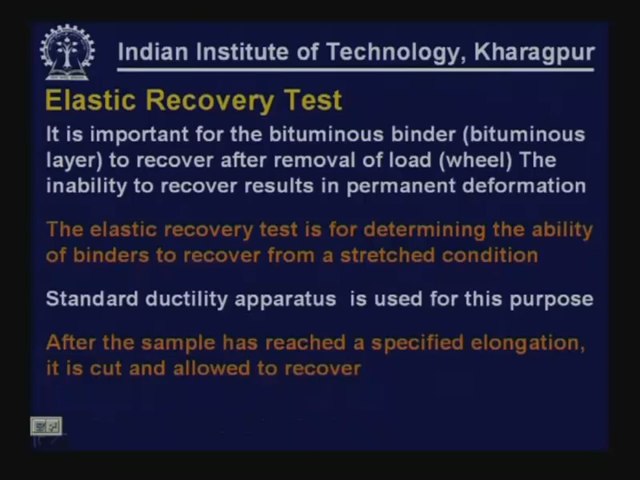 Indian Institute of Technology, Kharagpur
Elastic Recovery Test
It is important for the bituminous binder (bituminous
layer) to recover after removal of load (wheel) The
inability to recover results in permanent deformation
The elastic recovery test is for determining the ability
of binders to recover from a stretched condition
Standard ductility apparatus is used for this purpose
After the sample has reached a specified elongation,
it is cut and allowed to recover